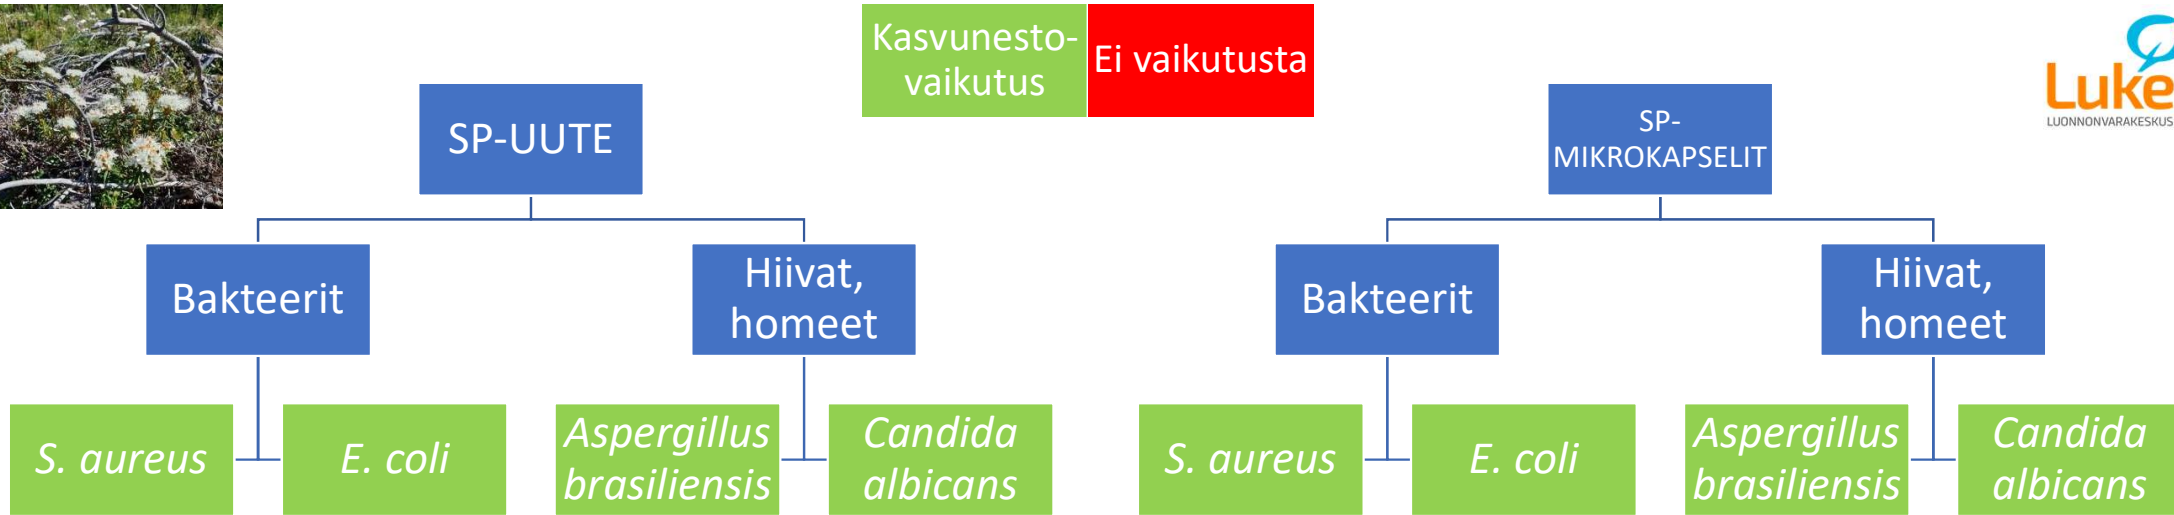 Kasvunesto-
vaikutus
Ei vaikutusta
Luke
LUONNONVARAKESKUS
SP-UUTE
SP-
MIKROKAPSELIT
Bakteerit
Hiivat,
homeet
Bakteerit
Hiivat,
homeet
S. aureus
E. coli
Aspergillus
brasiliensis
Candida
albicans
S. aureus
E. coli
Aspergillus
brasiliensis
Candida
albicans